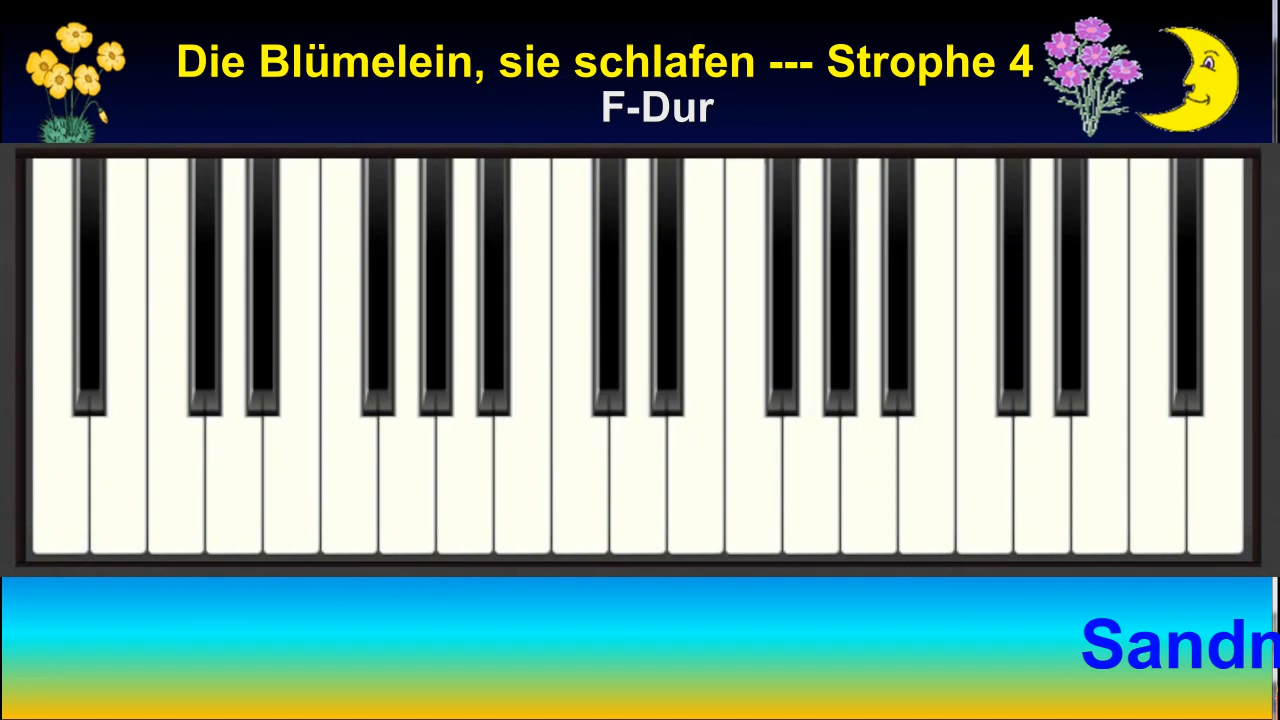 Die Blümelein, sie schlafen --- Strophe 4
F-Dur